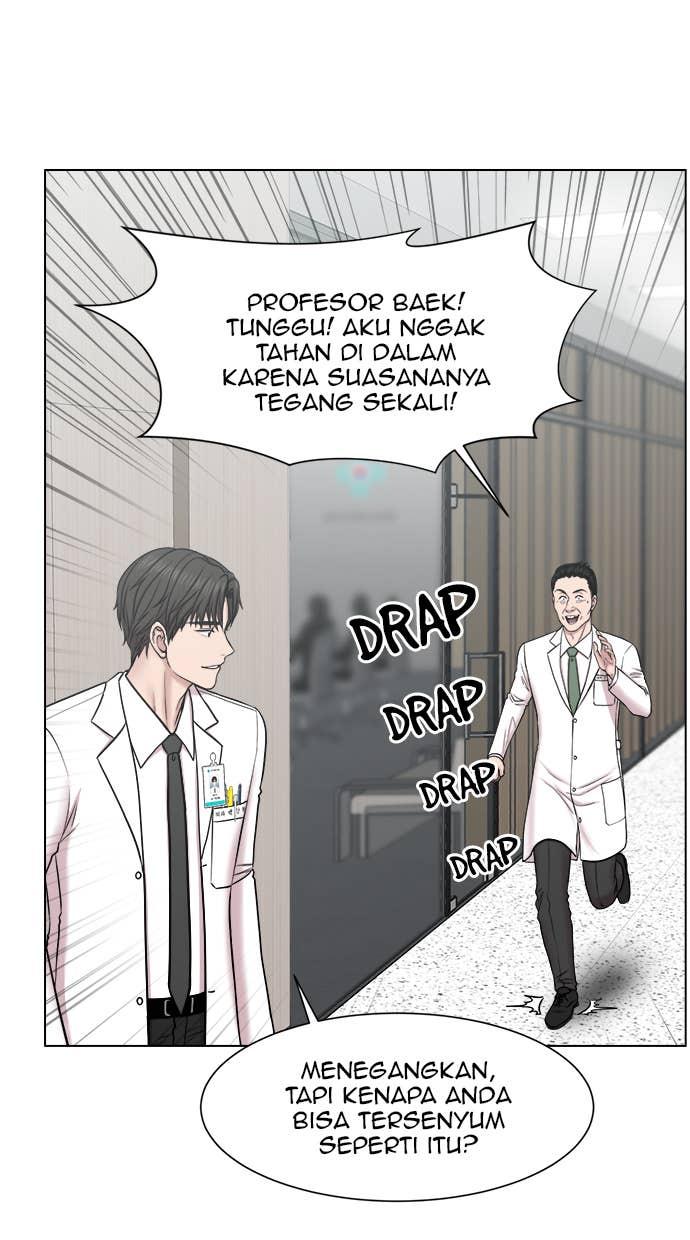 PROFESOR BAEK!
TUNGGU! AKU NGGAK
TAHAN DI DALAM
KARENA SUASANANYA
TEGANG SEKALI!
DRAP
DRAP
DRAP
DRAP
MENEGANGKAN,
TAPI KENAPA ANDA
BISA TERSENYUM
SEPERTI ITU?